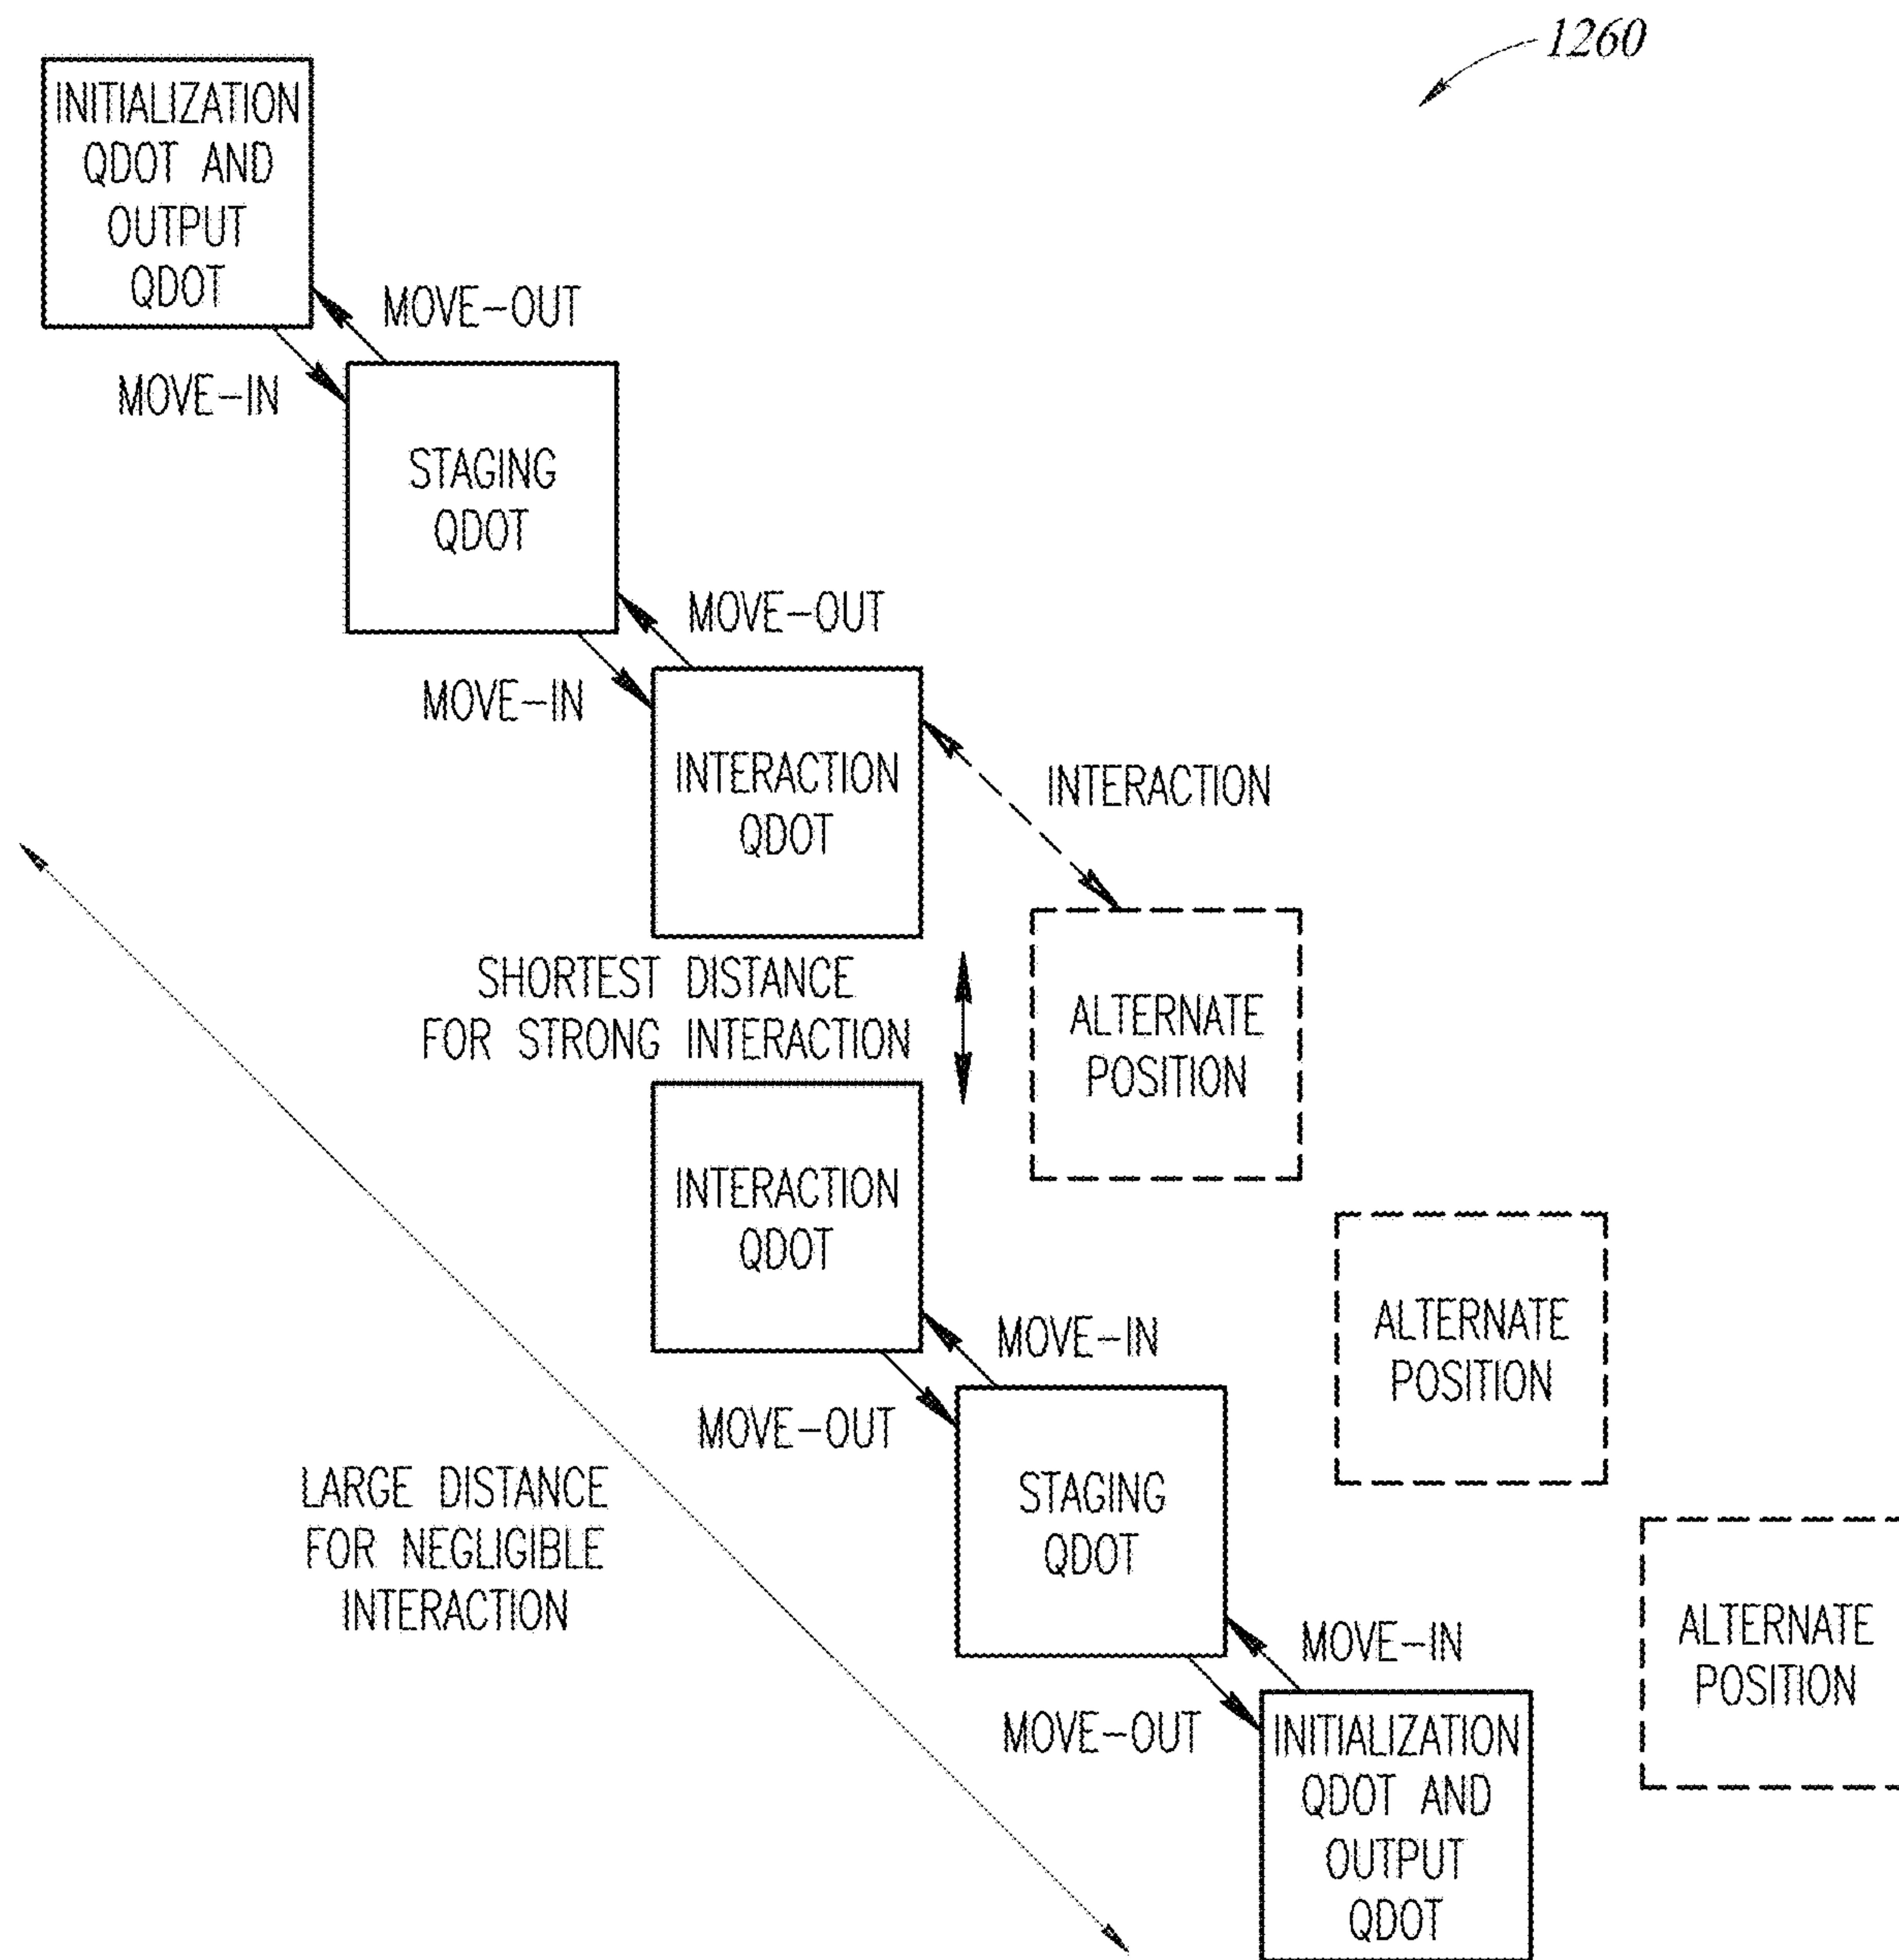 1260
INITIALIZATION
QDOT AND
OUTPUT
QDOT
MOVE-OUT
MOVE-IN
STAGING
QDOT
MOVE-OUT
MOVE-IN
INTERACTION
QDOT
INTERACTION
SHORTEST DISTANCE
FOR STRONG INTERACTION
ALTERNATE
POSITION
INTERACTION
QDOT
ALTERNATE
POSITION
MOVE-IN
MOVE-OUT
LARGE DISTANCE
FOR NEGLIGIBLE
INTERACTION
STAGING
QDOT
ALTERNATE
POSITION
MOVE-IN
MOVE-OUT
INITIALIZATION
QDOT AND
OUTPUT
QDOT